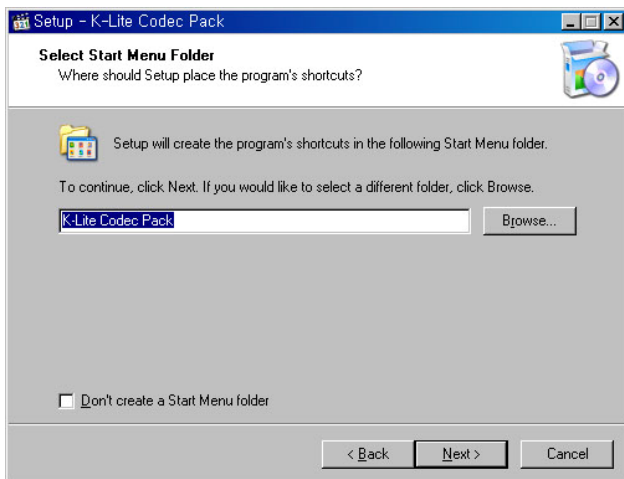 Setup - K-Lite Codec Pack
Select Start Menu Folder
Where should Setup place the program's shortcuts?
Setup will create the program's shortcuts in the following Start Menu folder.
To continue, click Next. If you would like to select a different folder, click Browse.
K-Lite Codec Pack
Browse...
Don't create a Start Menu folder
< Back
Next >
Cancel